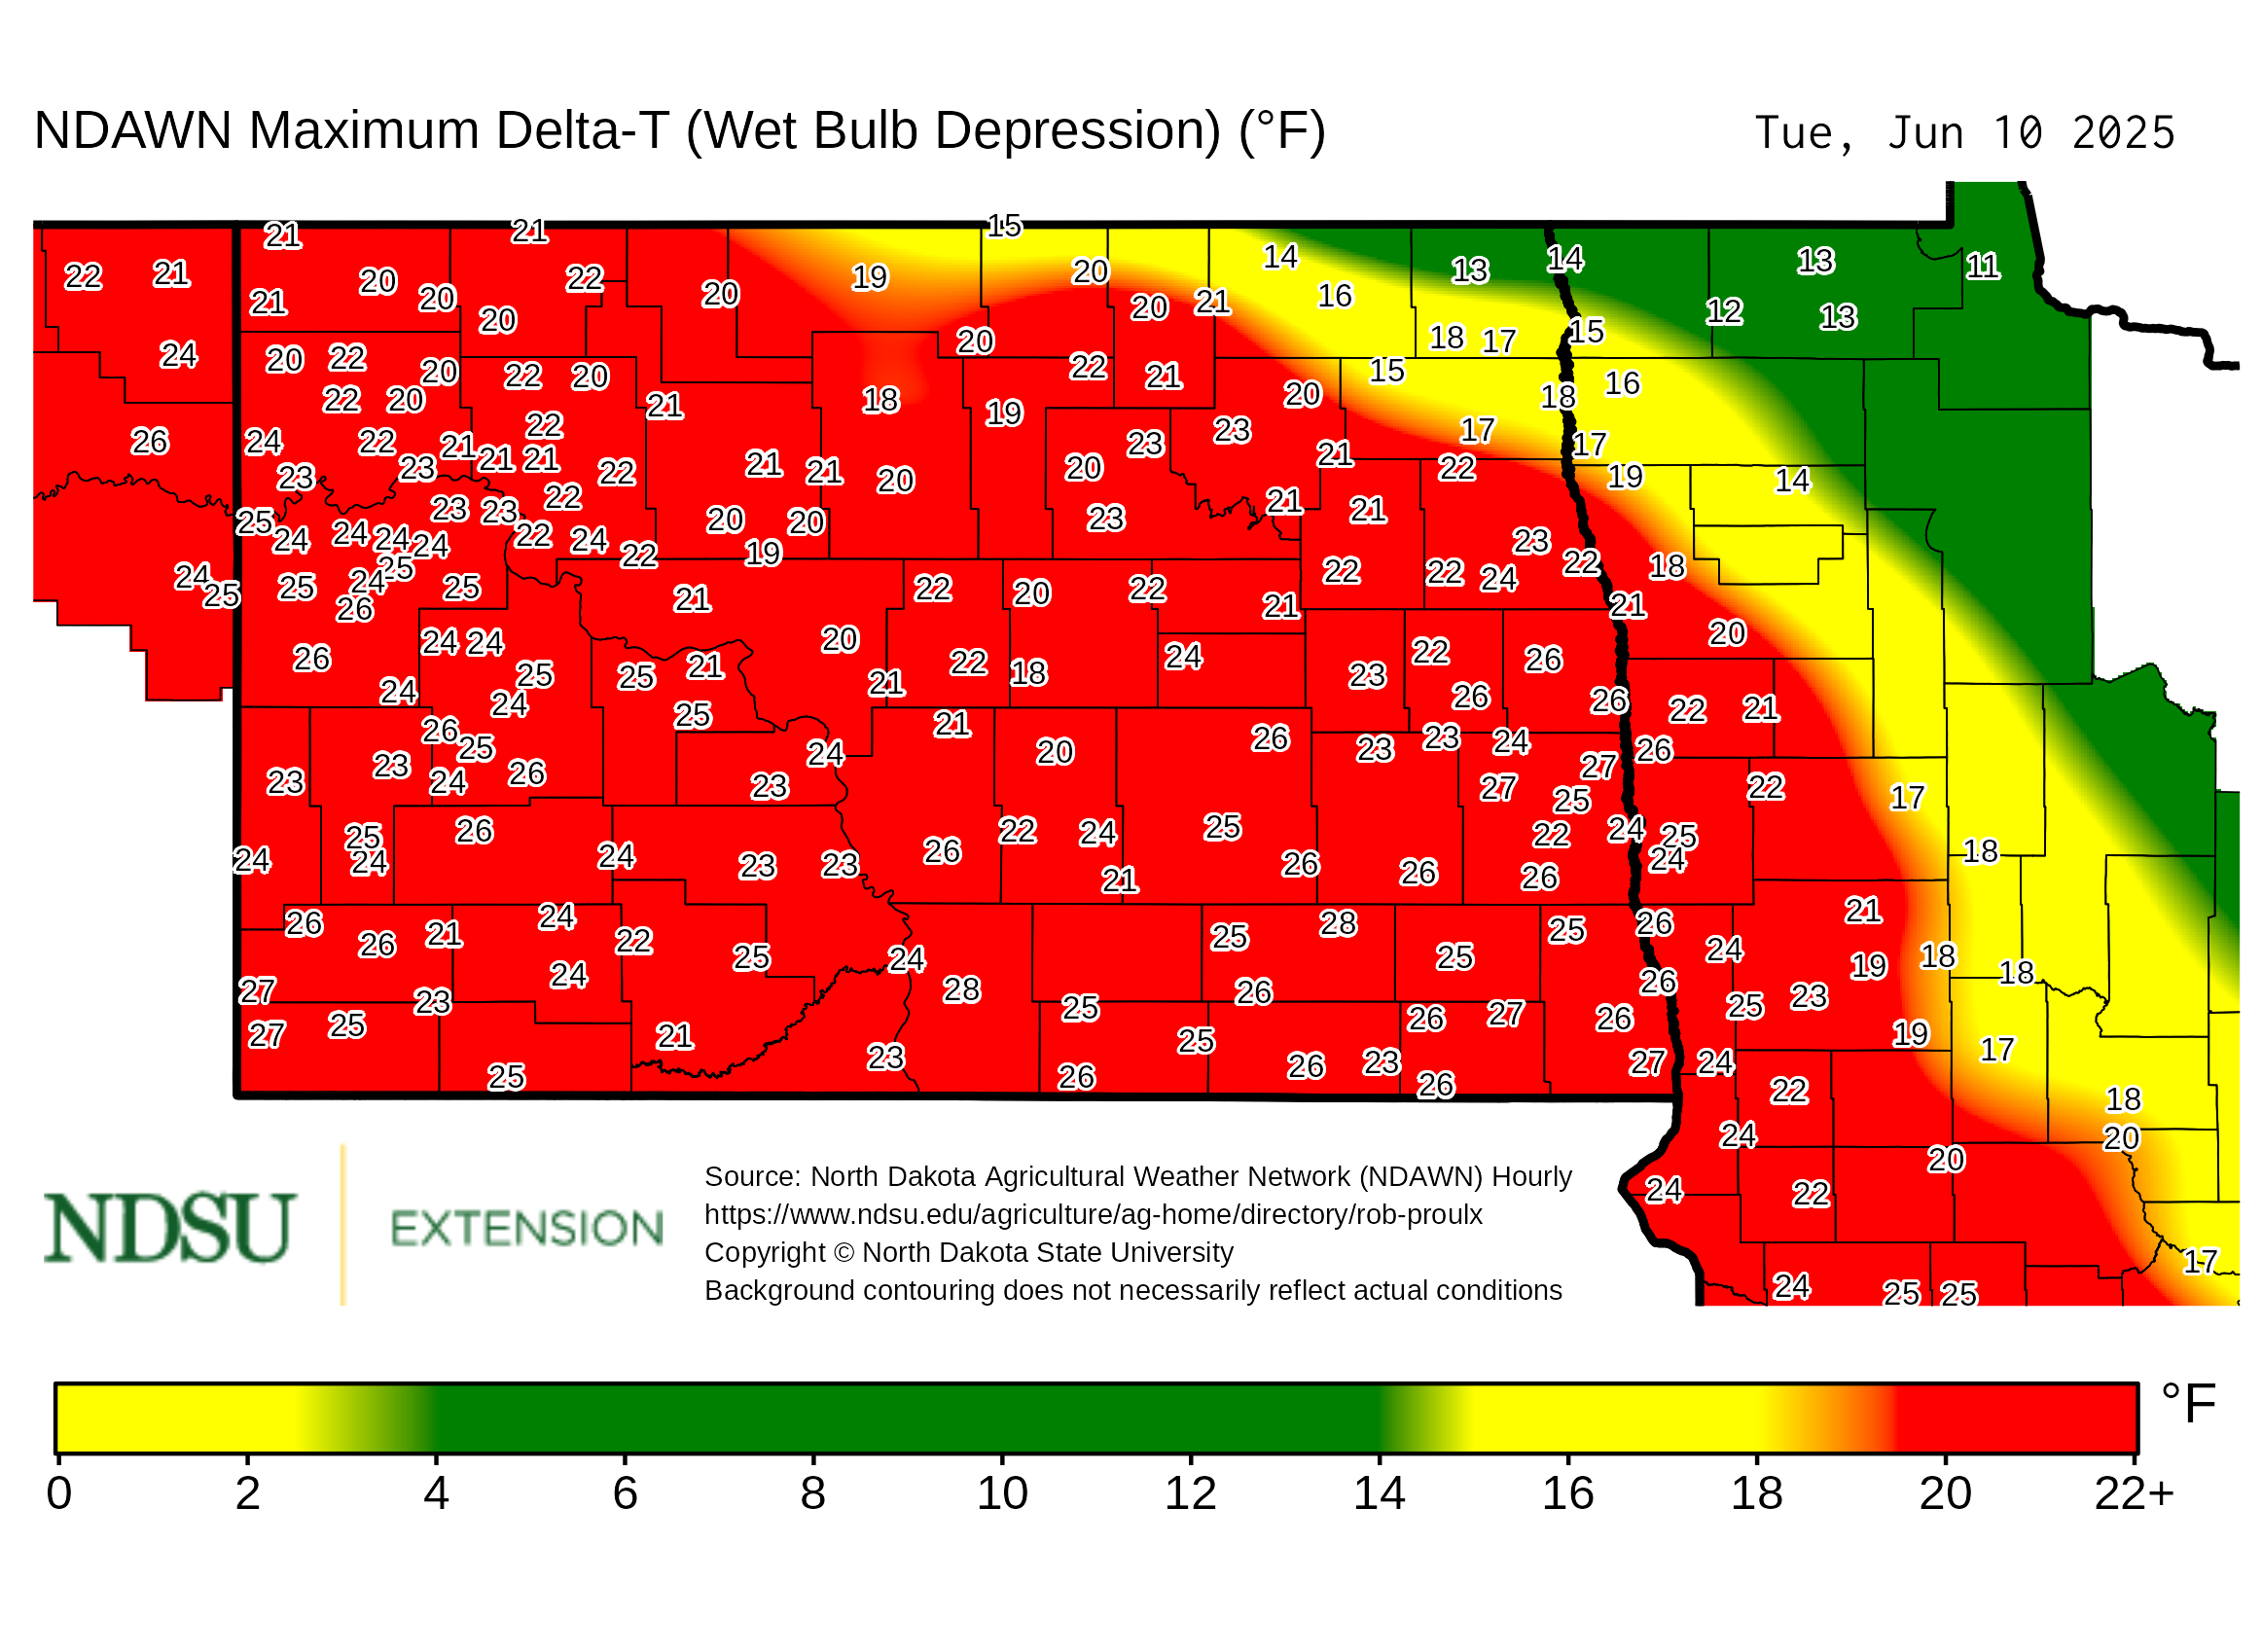 NDAWN Maximum Delta-T (Wet Bulb Depression) (°F)
Tue, Jun 10 2025
21 21 15
22 21 20 20 22 20 19 20 14 13 14 13 11
21 20 20 21 16 12 13
24 20 22 20 22 20 20 22 21 18 17 15 15
22 20 21 18 19 20 18 16
26 24 22 21 22 21 21 23 23 17 17
23 23 22 21 21 20 20 21 22 19 14
25 23 23 22 20 20 23 21 21
24 24 24 24 22 24 22 19 23
24 25 25 24 25 25 22 22 24 22 18
26 21 22 20 22 21 21
26 24 24 20 22 18 24 23 22 26 20
24 25 24 25 21 21 26 26
26 25 25 21 26 22 21
23 23 24 26 24 23 20 23 23 24 26
27 27 25 22 17
25 24 26 24 23 23 26 22 24 25 22 24 25 24 18
24 21 26 26 26
26 26 21 24 22 25 24 25 28 25 25 26 24 21
27 23 24 28 26 26 25 23 19 18 18
27 25 21 25 25 26 27 26 19
25 23 26 26 23 26 27 24 22 17
24 18
20
24 22 20
24 25 25 17
NDSU
EXTENSION
Source: North Dakota Agricultural Weather Network (NDAWN) Hourly
https://www.ndsu.edu/agriculture/ag-home/directory/rob-proulx
Copyright © North Dakota State University
Background contouring does not necessarily reflect actual conditions
°F
0 2 4 6 8 10 12 14 16 18 20 22+